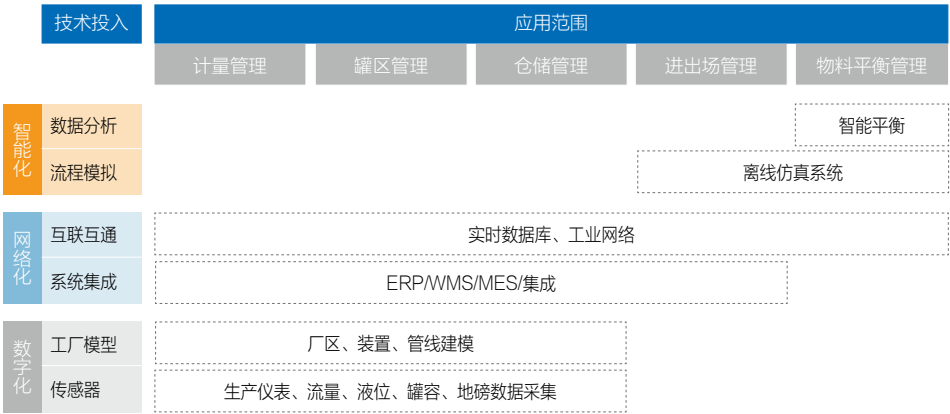 技术投入 应用范围
计量管理 罐区管理 仓储管理 进出场管理 物料平衡管理
智能化
数据分析 智能平衡
流程模拟 离线仿真系统
网络化
互联互通 实时数据库、工业网络
系统集成 ERP/WMS/MES/集成
数字化
工厂模型 厂区、装置、管线建模
传感器 生产仪表、流量、液位、罐容、地磅数据采集